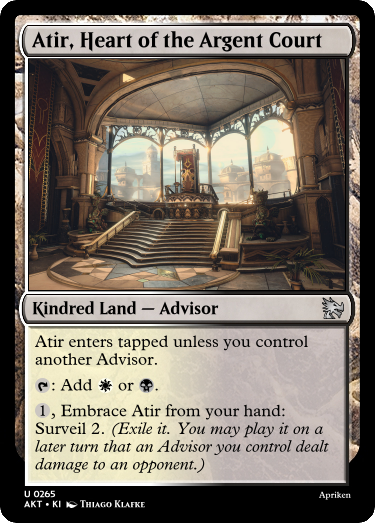 Atir, Heart of the Argent Court
Kindred Land — Advisor
Atir enters tapped unless you control
another Advisor.
: Add or .
1, Embrace Atir from your hand:
Surveil 2. (Exile it. You may play it on a
later turn that an Advisor you control dealt
damage to an opponent.)
U 0265
Apriken
AKT • KI Thiago Klafke